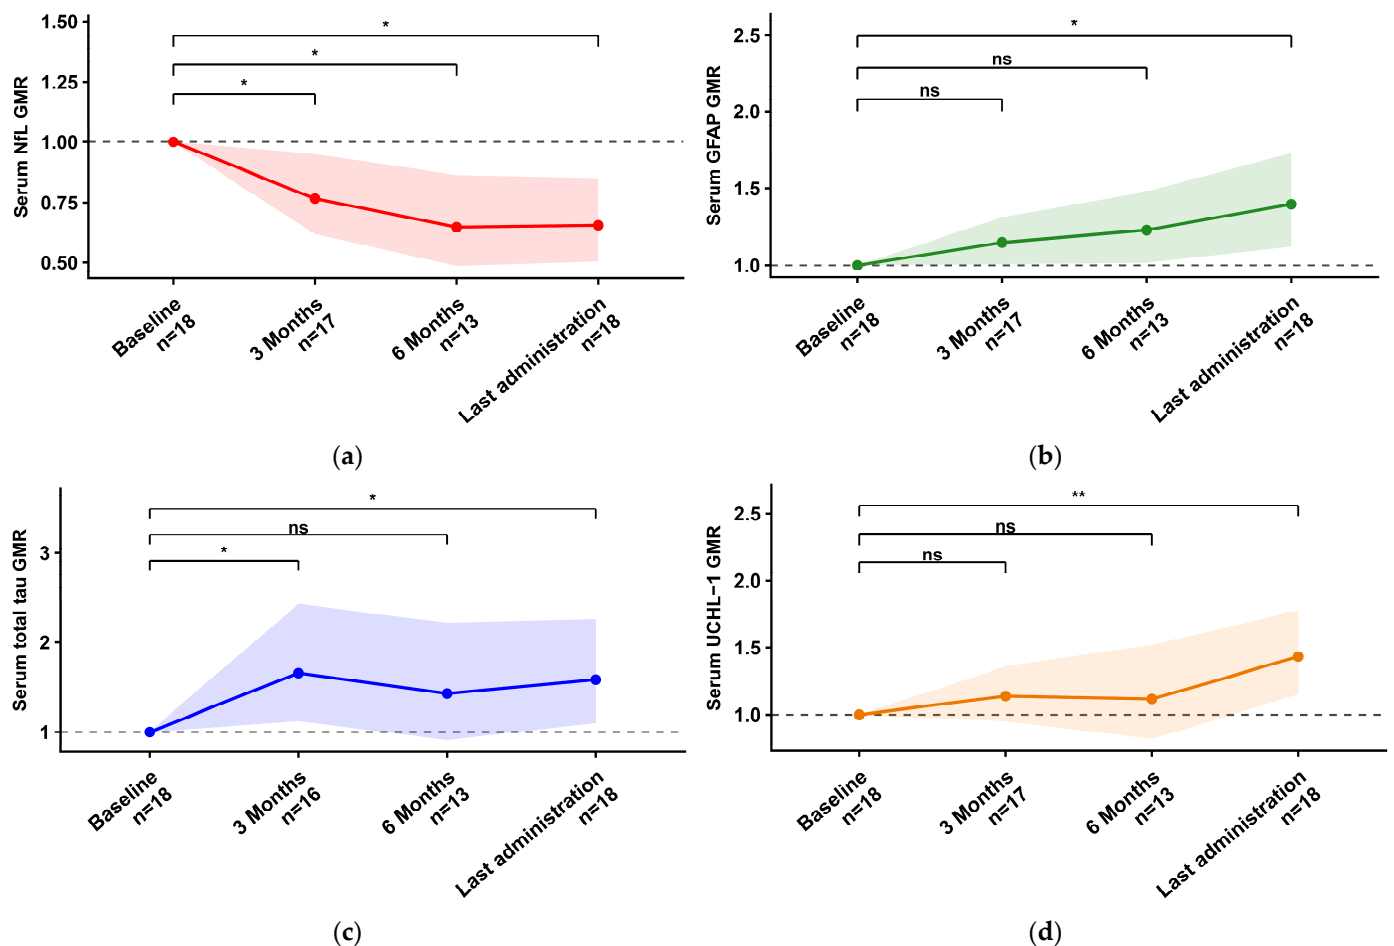 Serum NfL GMR
1.50
1.25
1.00
0.75
0.50
*
*
*
Baseline
n=18
3 Months
n=17
6 Months
n=13
Last administration
n=18
(a)
Serum GFAP GMR
2.5
2.0
1.5
1.0
*
ns
ns
Baseline
n=18
3 Months
n=17
6 Months
n=13
Last administration
n=18
(b)
Serum total tau GMR
3
2
1
*
ns
*
Baseline
n=18
3 Months
n=16
6 Months
n=13
Last administration
n=18
(c)
Serum UCHL−1 GMR
2.5
2.0
1.5
1.0
**
ns
ns
Baseline
n=18
3 Months
n=17
6 Months
n=13
Last administration
n=18
(d)